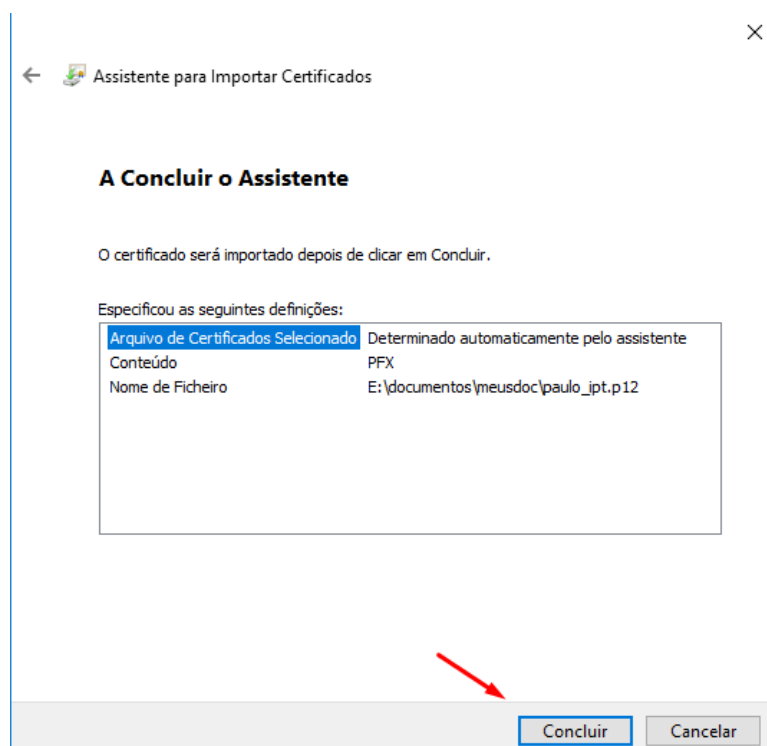 Assistente para Importar Certificados
A Concluir o Assistente
O certificado será importado depois de clicar em Concluir.
Especificou as seguintes definições:
Arquivo de Certificados Selecionado Determinado automaticamente pelo assistente
Conteúdo PFX
Nome de Ficheiro E:\documentos\meusdoc\paulo_ipt.p12
Concluir Cancelar